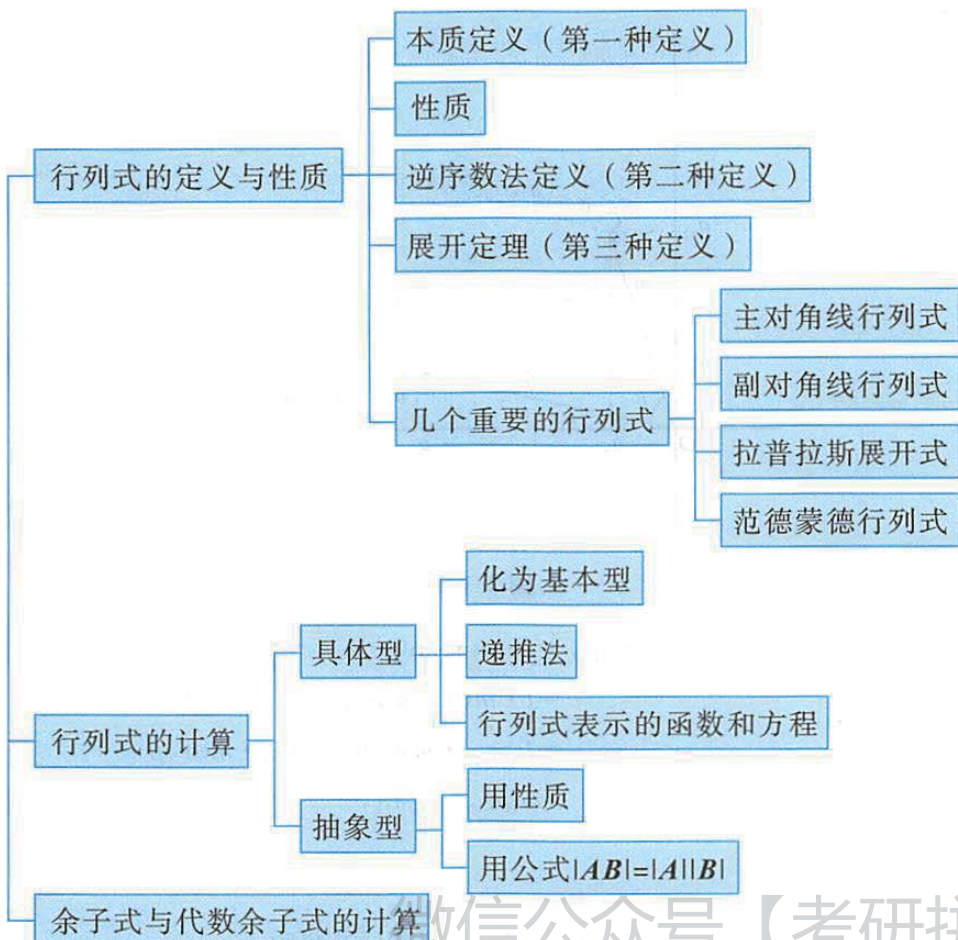 本质定义（第一种定义）
性质
行列式的定义与性质
逆序数法定义（第二种定义）
展开定理（第三种定义）
主对角线行列式
副对角线行列式
几个重要的行列式
拉普拉斯展开式
范德蒙德行列式
化为基本型
具体型
递推法
行列式表示的函数和方程
行列式的计算
用性质
抽象型
用公式|AB|=|A||B|
余子式与代数余子式的计算
微信公众号【考研拼